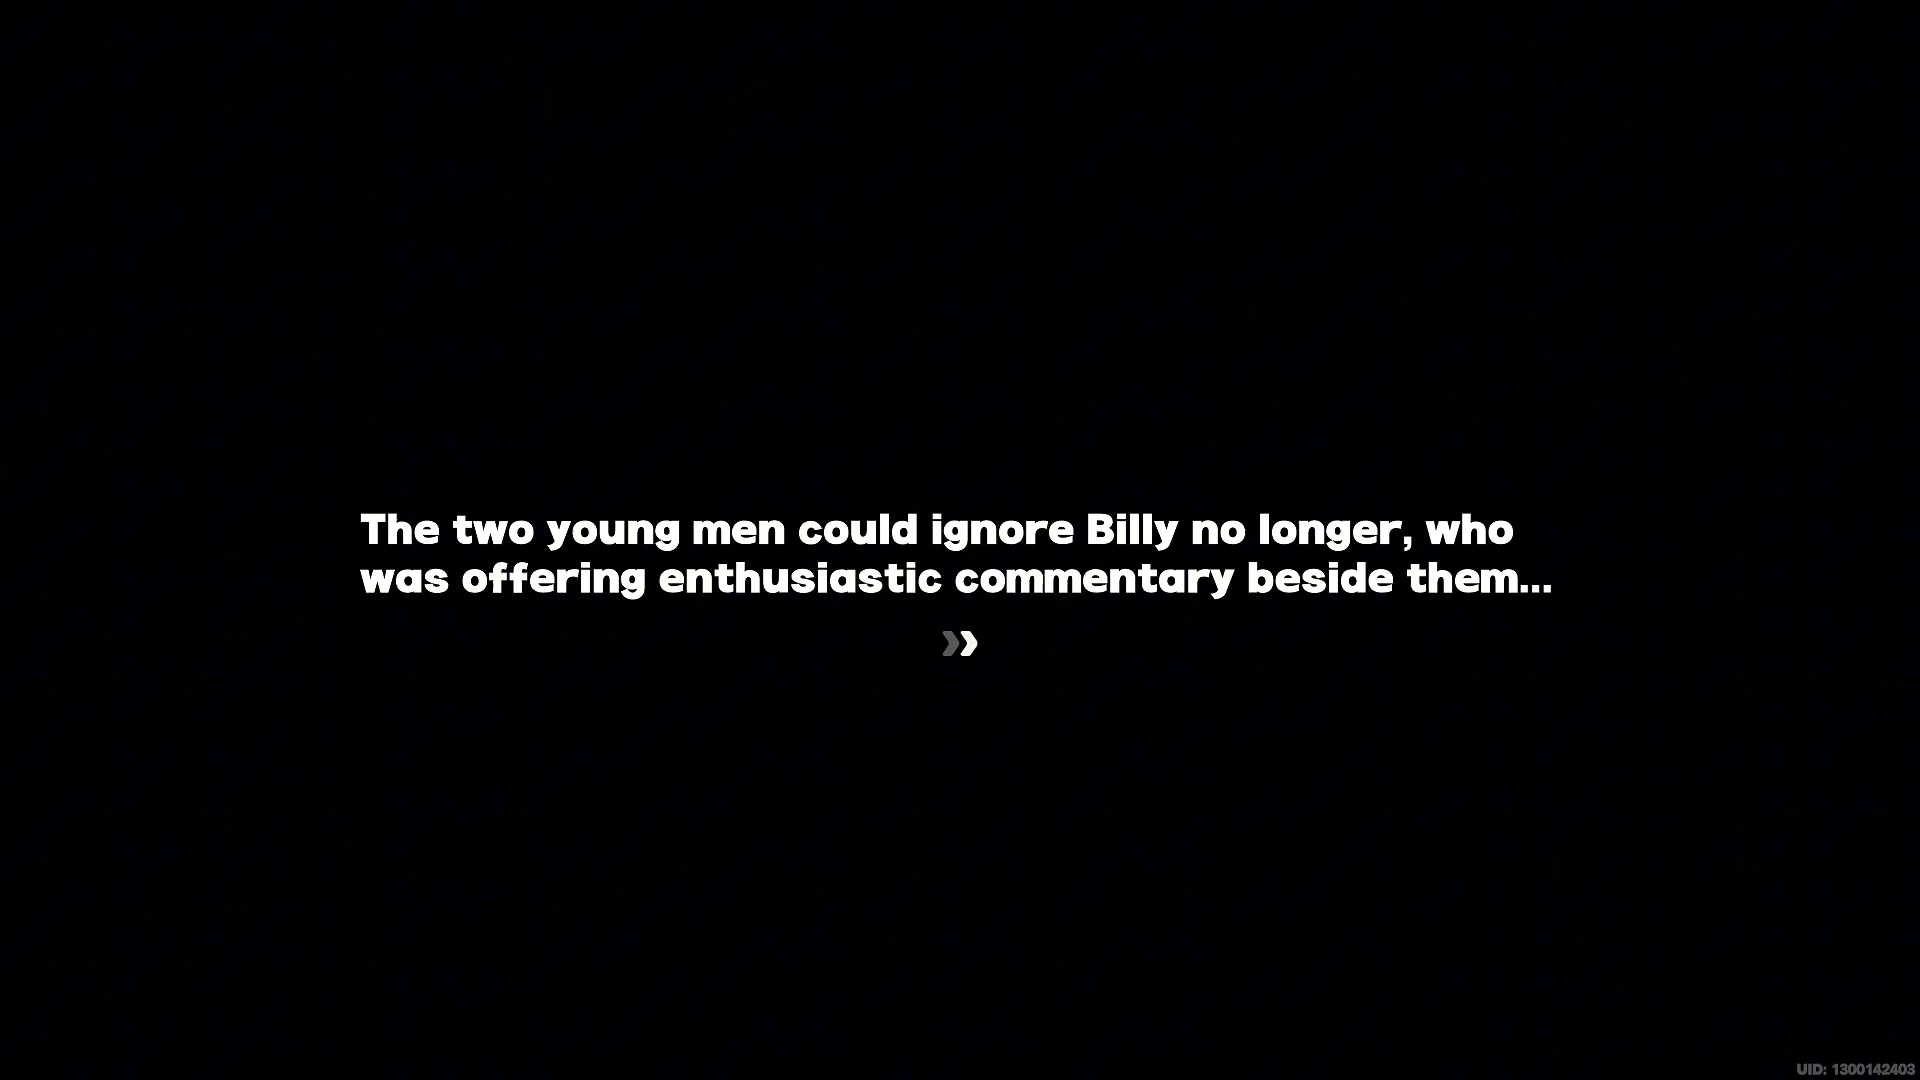 The two young men could ignore Billy no longer, who
was offering enthusiastic commentary beside them...
UID: 1300142403